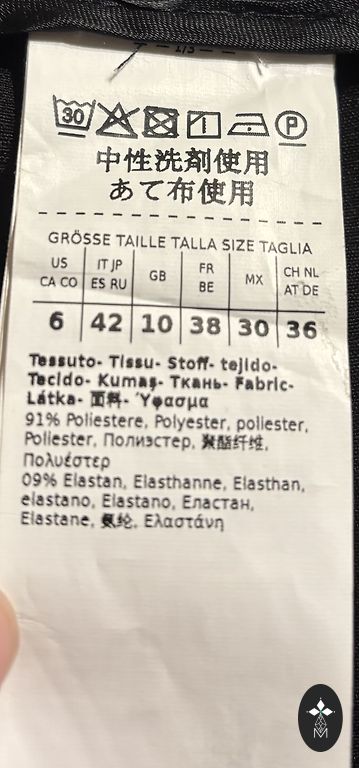 1/3
30 P
中性洗剤使用
あて布使用
GRÖSSE TAILLE TALLA SIZE TAGLIA
US CA CO | IT JP ES RU | GB | FR BE | MX | CH NL AT DE
6 | 42 | 10 | 38 | 30 | 36
Tessuto- Tissu- Stoff- tejido-
Tecido- Kumaş- Ткань- Fabric-
Látka- 面料- Ύφασμα
91% Poliestere, Polyester, poliester,
Poliester, Полиэстер, 聚酯纤维,
Πολυέστερ
09% Elastan, Elasthanne, Elasthan,
elastano, Elastano, Еластан,
Elastane, 氨纶, Ελαστάνη
M